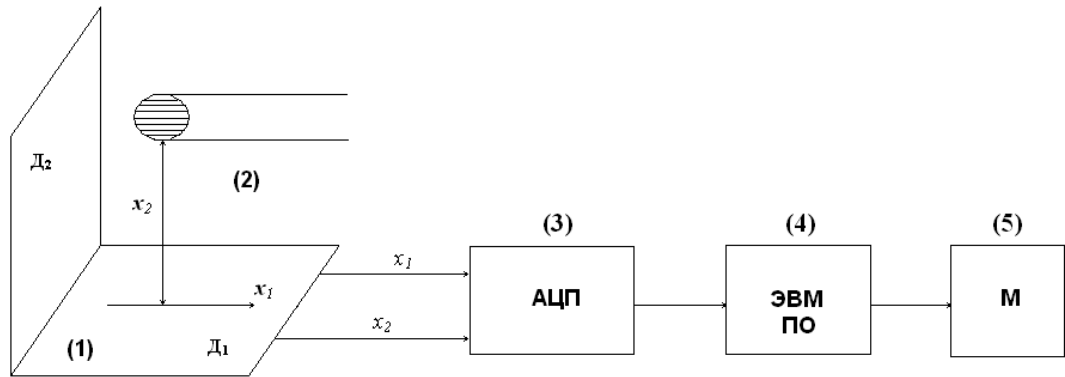 Д₂
(2)
x₂
(3)
(4)
(5)
x₁
x₁
АЦП
ЭВМ
ПО
М
x₂
(1)
Д₁